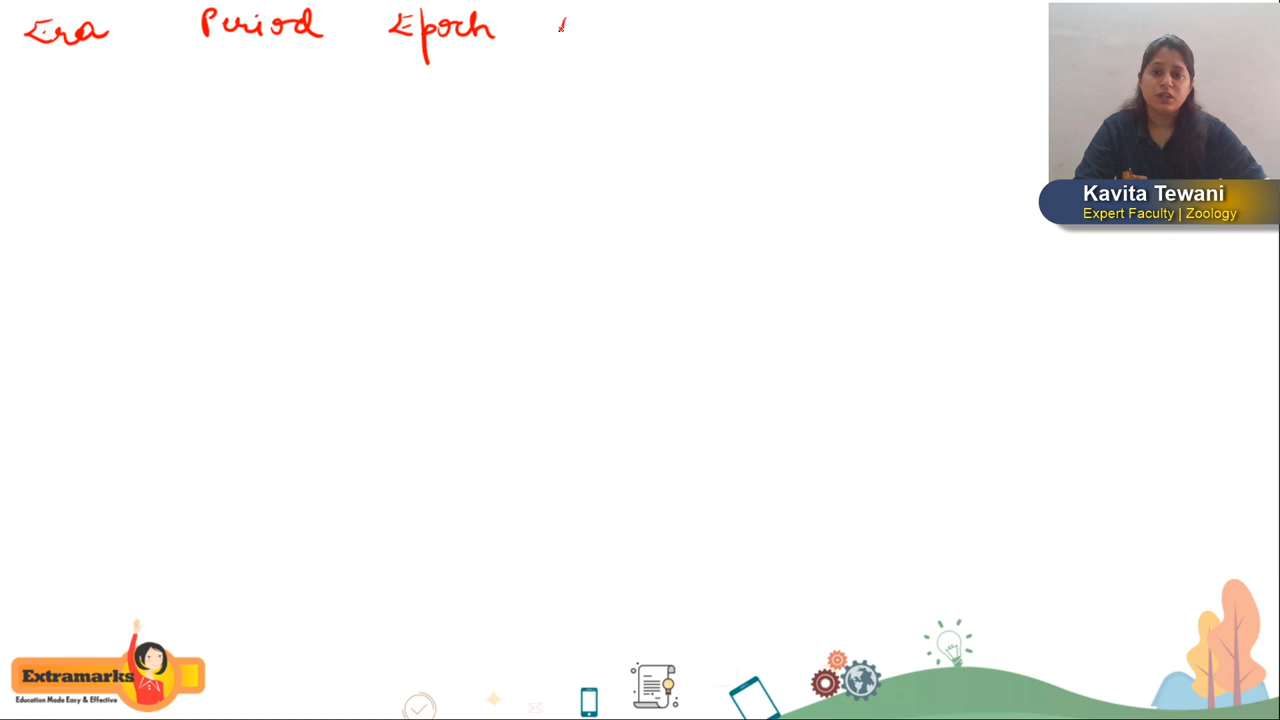 Era Period Epoch
Kavita Tewani
Expert Faculty | Zoology
Extramarks
Education Made Easy & Effective